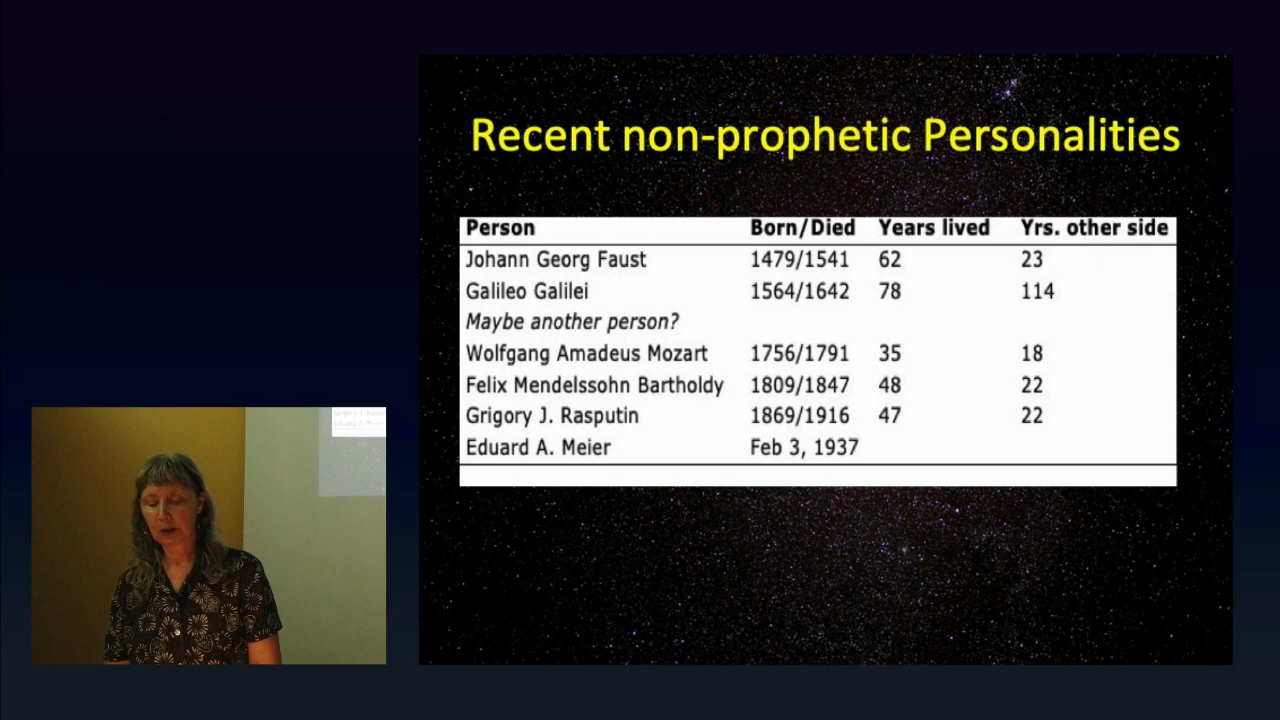 Recent non-prophetic Personalities
Person Born/Died Years lived Yrs. other side
Johann Georg Faust 1479/1541 62 23
Galileo Galilei 1564/1642 78 114
Maybe another person?
Wolfgang Amadeus Mozart 1756/1791 35 18
Felix Mendelssohn Bartholdy 1809/1847 48 22
Grigory J. Rasputin 1869/1916 47 22
Eduard A. Meier Feb 3, 1937